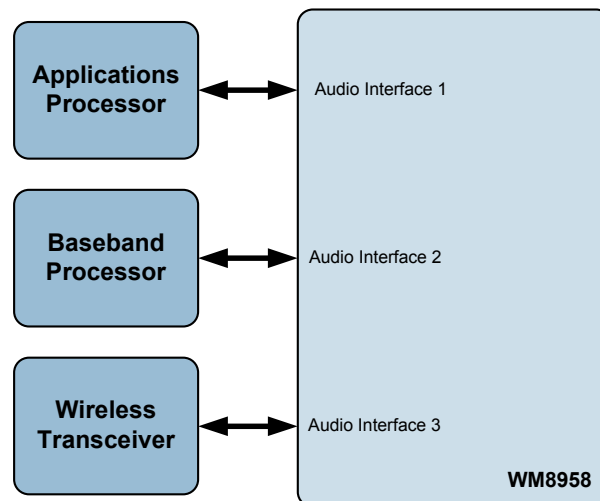 Applications
Processor
Audio Interface 1
Baseband
Processor
Audio Interface 2
Wireless
Transceiver
Audio Interface 3
WM8958